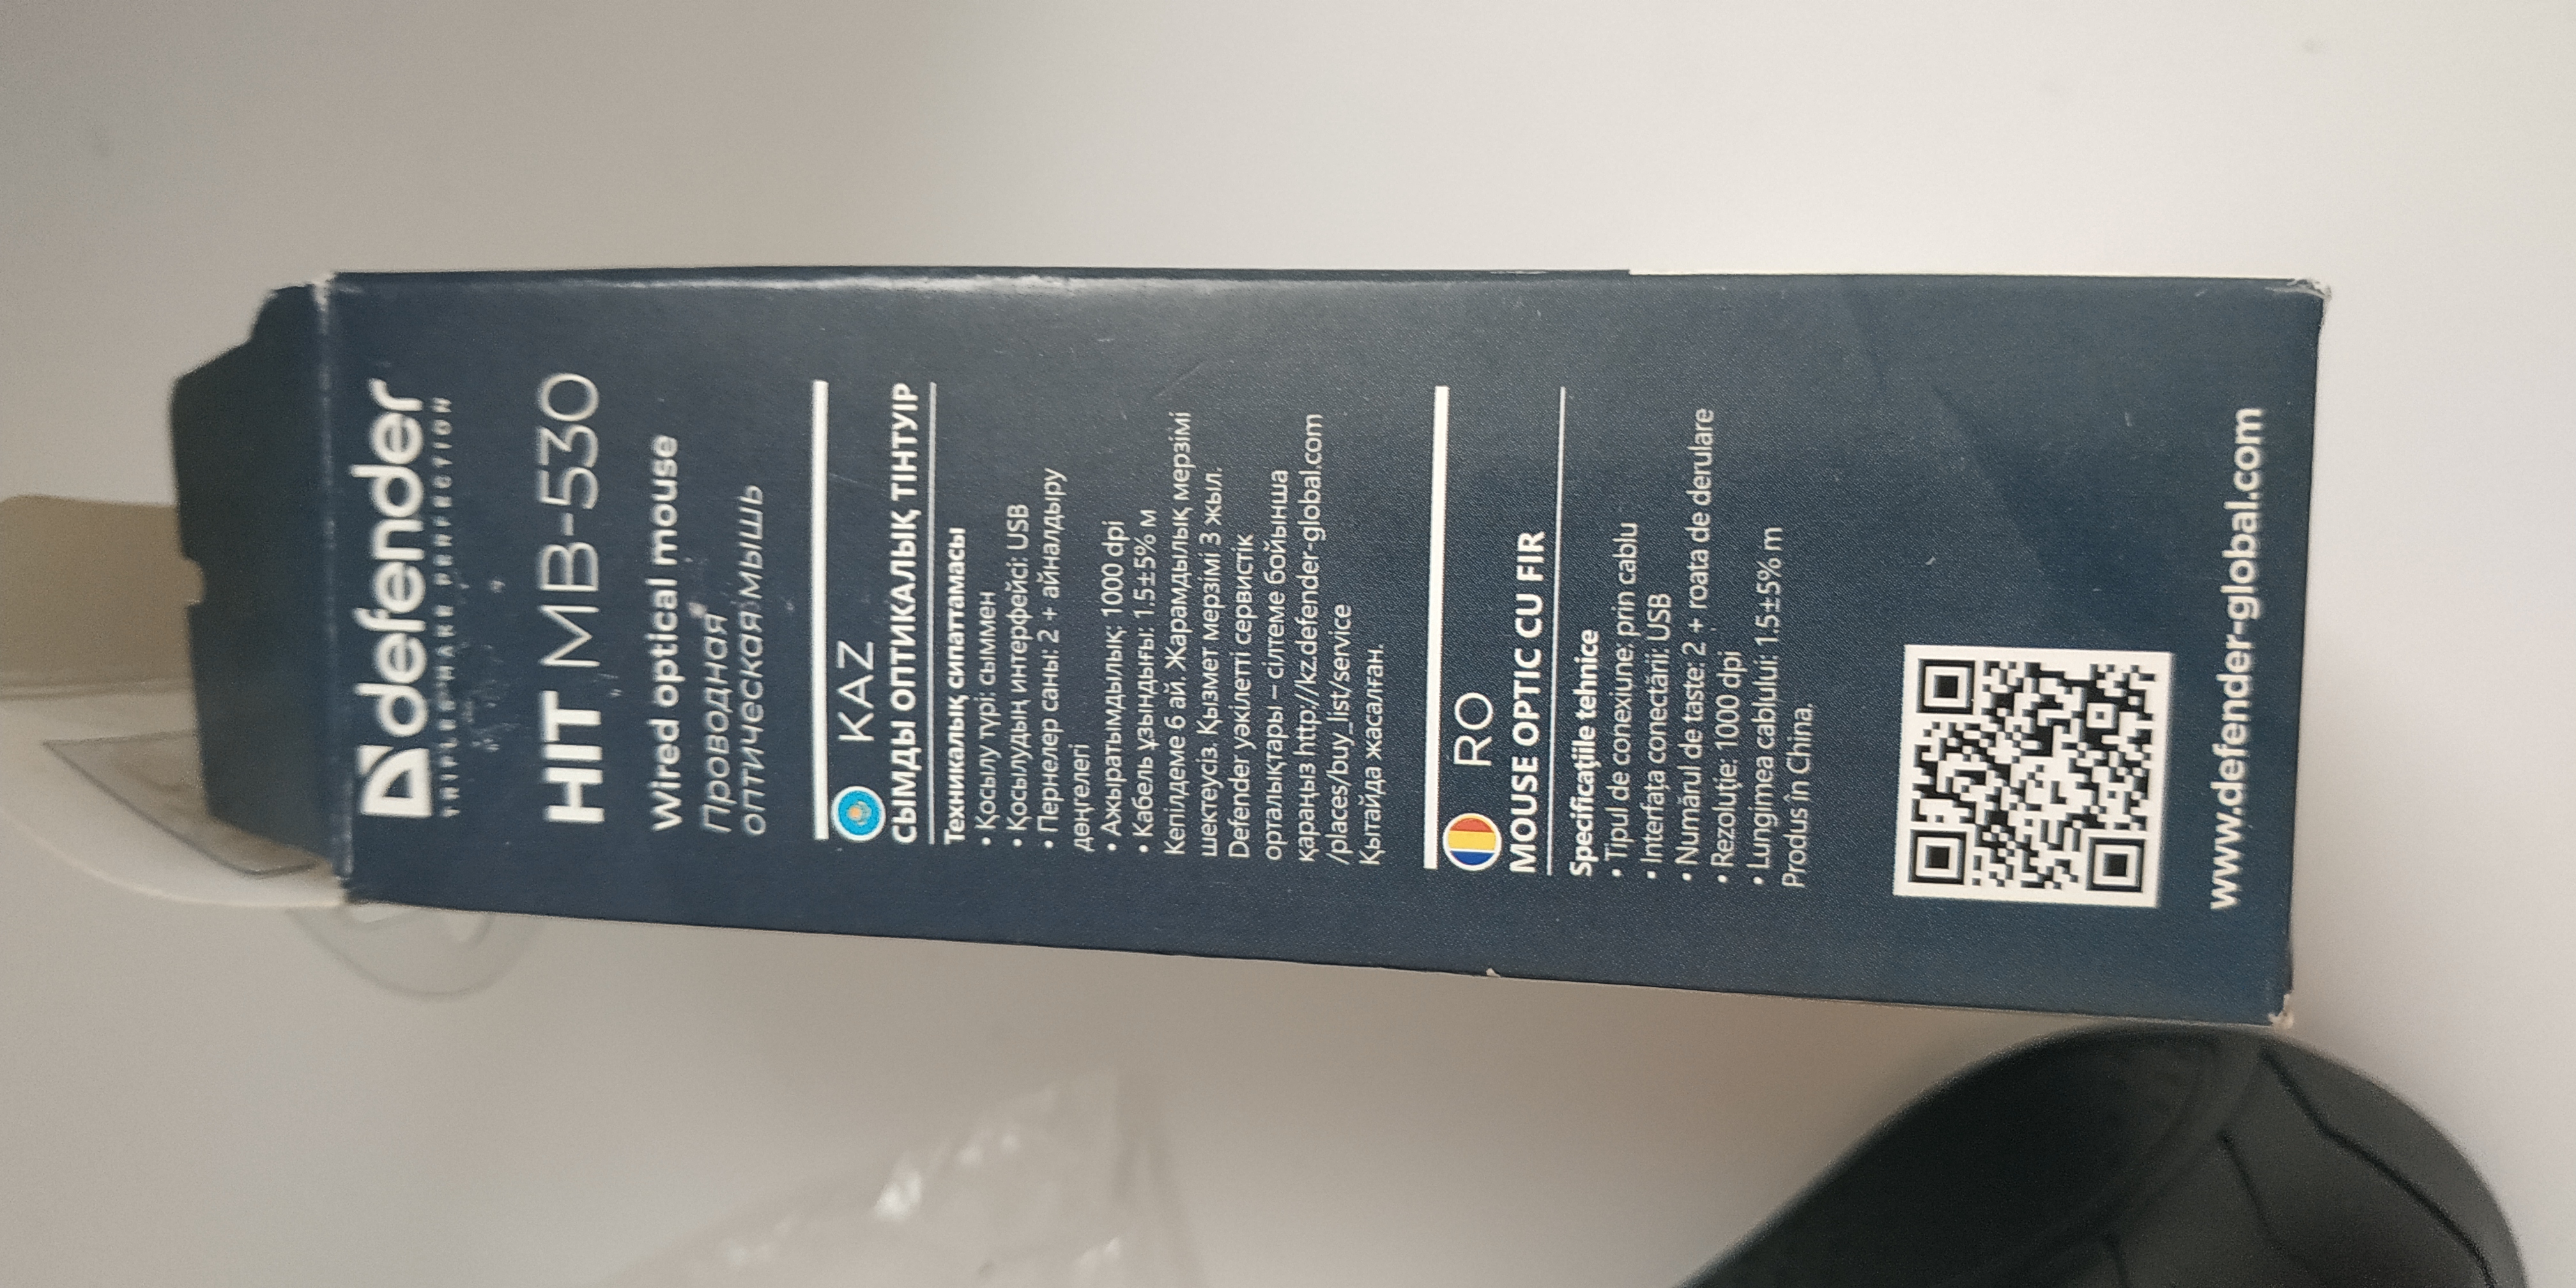 defender
TRIPLE SHARP PERFECTION
HIT MB-530
Wired optical mouse
Проводная
оптическая мышь
KAZ
СЫМДЫ ОПТИКАЛЫҚ ТІНТУІР
Техникалық сипаттамасы
• Қосылу түрі: сыммен
• Қосылудың интерфейсі: USB
• Пернелер саны: 2 + айналдыру
дөңгелегі
• Ажыратымдылық: 1000 dpi
• Кабель ұзындығы: 1.5±5% м
Кепілдеме 6 ай. Жарамдылық мерзімі
шектеусіз. Қызмет мерзімі 3 жыл.
Defender уәкілетті сервистік
орталықтары – сілтеме бойынша
қараңыз http://kz.defender-global.com
/places/buy_list/service
Қытайда жасалған.
RO
MOUSE OPTIC CU FIR
Specificațiile tehnice
• Tipul de conexiune: prin cablu
• Interfața conectării: USB
• Numărul de taste: 2 + roata de derulare
• Rezoluție: 1000 dpi
• Lungimea cablului: 1.5±5% m
Produs în China.
www.defender-global.com